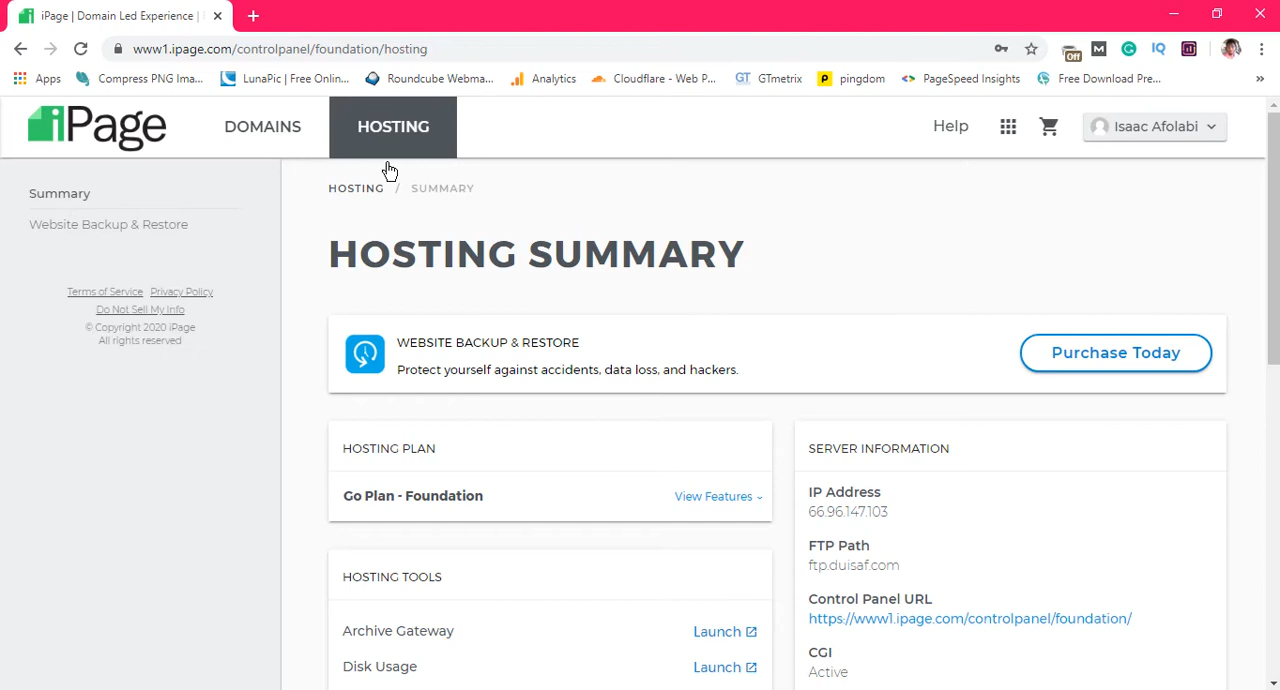 iPage | Domain Led Experience |
www1.ipage.com/controlpanel/foundation/hosting
Off
M
IQ
Apps
Compress PNG Ima...
LunaPic | Free Onlin...
Roundcube Webma...
Analytics
Cloudflare - Web P...
GT GTmetrix
p pingdom
PageSpeed Insights
Free Download Pre...
iPage
DOMAINS
HOSTING
Help
Isaac Afolabi
Summary
Website Backup & Restore
Terms of Service Privacy Policy
Do Not Sell My Info
© Copyright 2020 iPage
All rights reserved
HOSTING / SUMMARY
HOSTING SUMMARY
WEBSITE BACKUP & RESTORE
Protect yourself against accidents, data loss, and hackers.
Purchase Today
HOSTING PLAN
Go Plan - Foundation
View Features
HOSTING TOOLS
Archive Gateway
Launch
Disk Usage
Launch
SERVER INFORMATION
IP Address
66.96.147.103
FTP Path
ftp.duisaf.com
Control Panel URL
https://www1.ipage.com/controlpanel/foundation/
CGI
Active